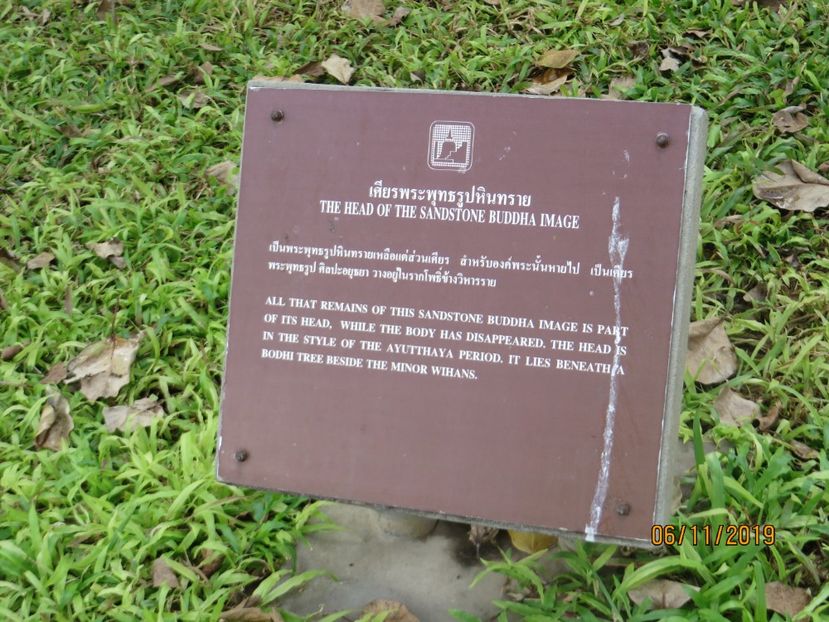 เศียรพระพุทธรูปหินทราย
THE HEAD OF THE SANDSTONE BUDDHA IMAGE
เป็นพระพุทธรูปหินทรายเหลือแต่ส่วนเศียร สำหรับองค์พระนั้นหายไป เป็นเศียร
พระพุทธรูป ศิลปะอยุธยา วางอยู่ในรากโพธิ์ข้างวิหารราย
ALL THAT REMAINS OF THIS SANDSTONE BUDDHA IMAGE IS PART
OF ITS HEAD, WHILE THE BODY HAS DISAPPEARED. THE HEAD IS
IN THE STYLE OF THE AYUTTHAYA PERIOD. IT LIES BENEATH A
BODHI TREE BESIDE THE MINOR WIHANS.
06/11/2019